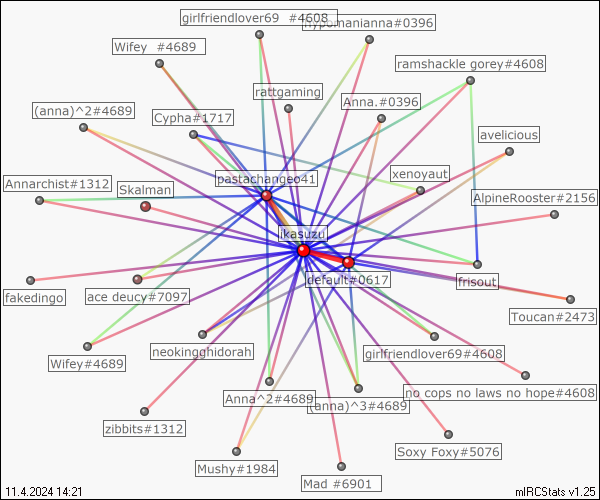 girlfriendlover69 #4608
hypomanianna#0396
Wifey #4689
ramshackle gorey#4608
rattgaming
(anna)^2#4689
Cypha#1717
Anna.#0396
avelicious
pastachangeo41
xenoyaut
Annarchist#1312
Skalman
AlpineRooster#2156
ikasuzu
default#0617
frisout
fakedingo
ace deucy#7097
Toucan#2473
neokingghidorah
Wifey#4689
girlfriendlover69#4608
no cops no laws no hope#4608
Anna^2#4689
(anna)^3#4689
zibbits#1312
Soxy Foxy#5076
Mushy#1984
Mad #6901
11.4.2024 14:21
mIRCStats v1.25